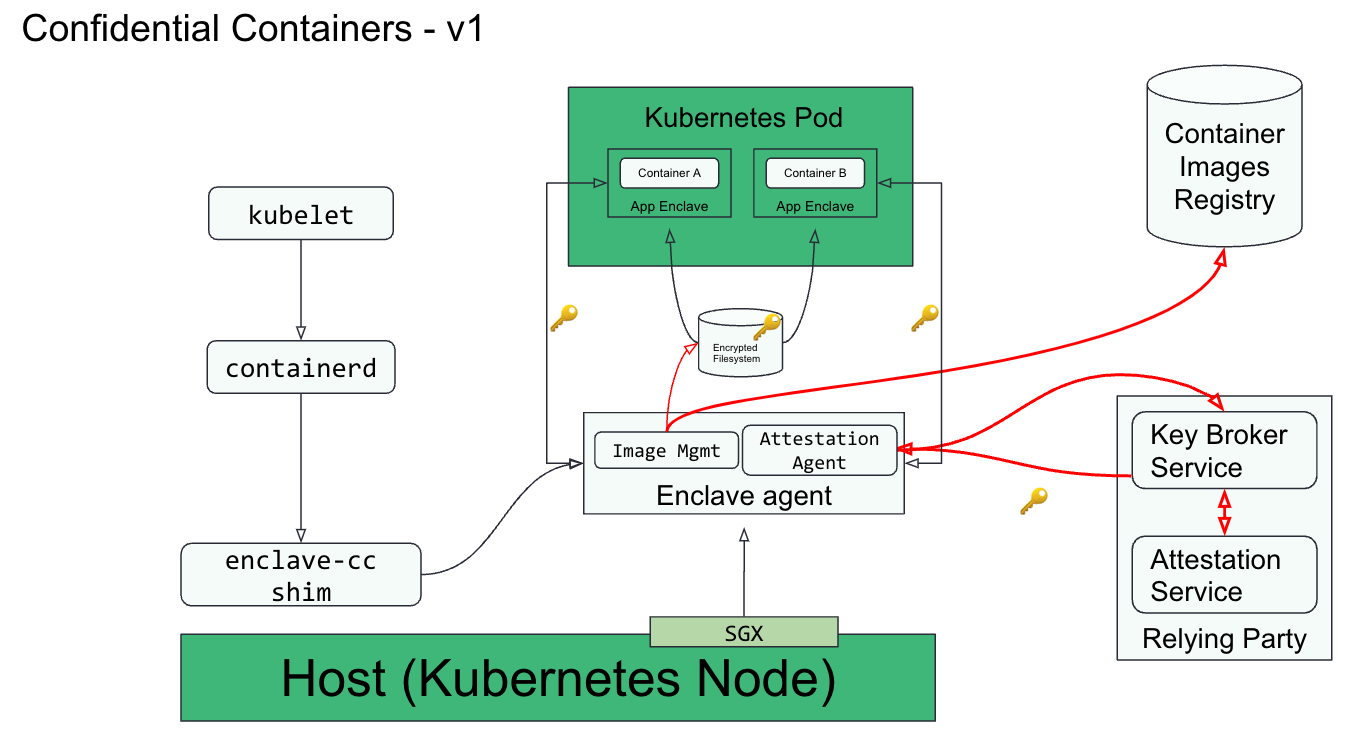 Confidential Containers - v1
Kubernetes Pod
Container A
App Enclave
Container B
App Enclave
Container
Images
Registry
kubelet
containerd
enclave-cc
shim
Encrypted
Filesystem
Image Mgmt
Attestation
Agent
Enclave agent
Key Broker
Service
Attestation
Service
Relying Party
SGX
Host (Kubernetes Node)